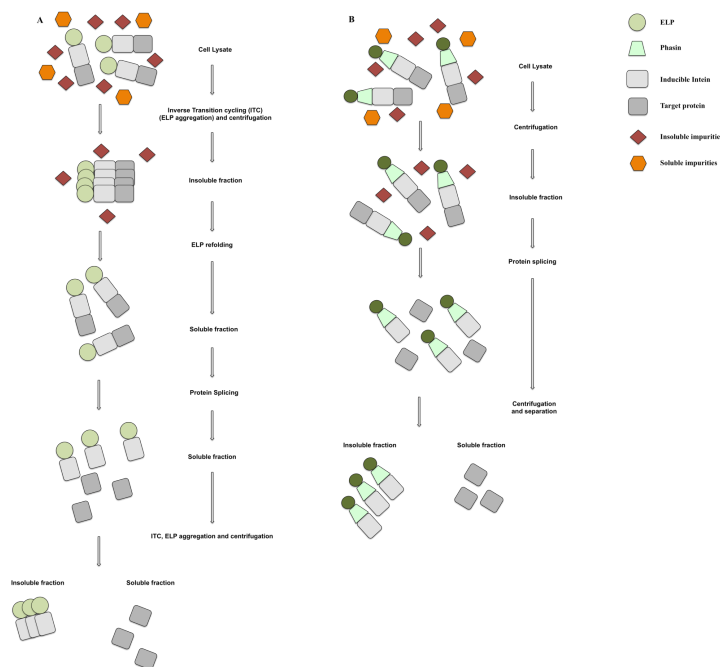 A
Cell Lysate
Inverse Transition cycling (ITC)
(ELP aggregation) and centrifugation
Insoluble fraction
ELP refolding
Soluble fraction
Protein Splicing
Soluble fraction
ITC, ELP aggregation and centrifugation
Insoluble fraction
Soluble fraction
B
Cell Lysate
Centrifugation
Insoluble fraction
Protein splicing
Centrifugation
and separation
Insoluble fraction
Soluble fraction
ELP
Phasin
Inducible Intein
Target protein
Insoluble impuritie
Soluble impurities